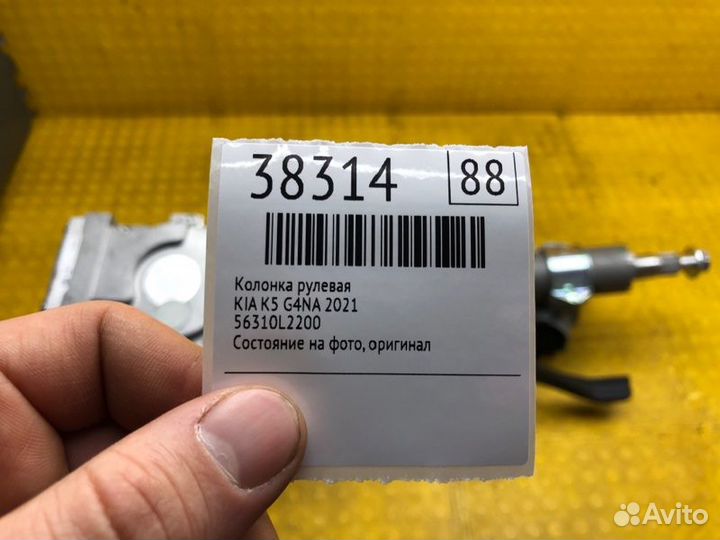 38314 88
Колонка рулевая
KIA K5 G4NA 2021
56310L2200
Состояние на фото, оригинал
Avito